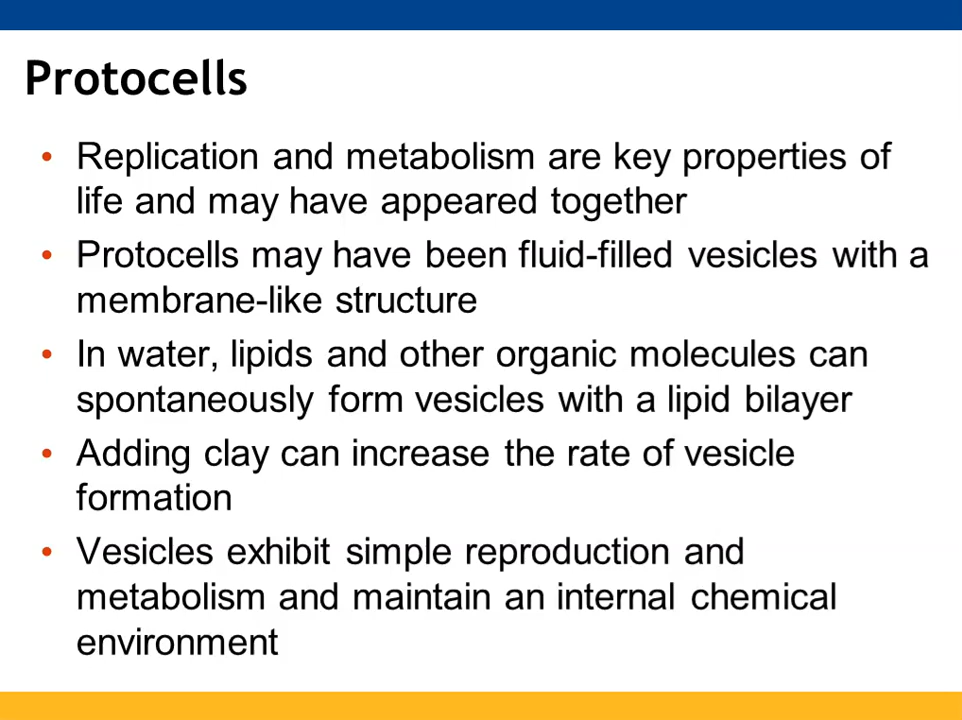 Protocells
• Replication and metabolism are key properties of
life and may have appeared together
• Protocells may have been fluid-filled vesicles with a
membrane-like structure
• In water, lipids and other organic molecules can
spontaneously form vesicles with a lipid bilayer
• Adding clay can increase the rate of vesicle
formation
• Vesicles exhibit simple reproduction and
metabolism and maintain an internal chemical
environment